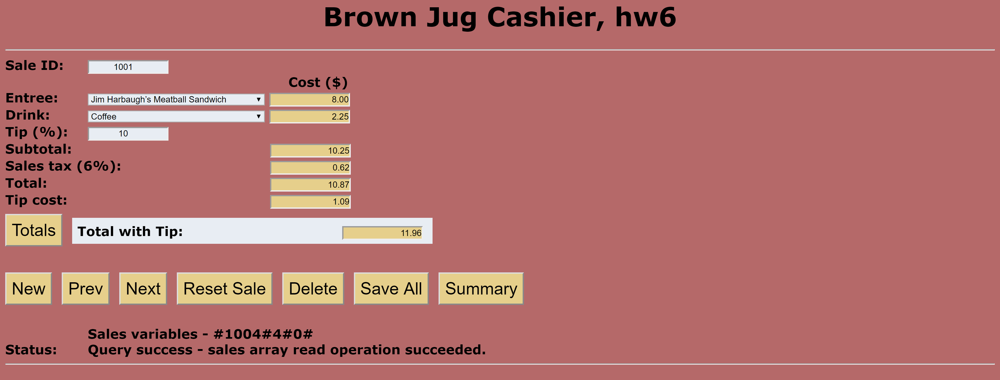 Brown Jug Cashier, hw6
Sale ID: 1001
Cost ($)
Entree: Jim Harbaugh’s Meatball Sandwich 8.00
Drink: Coffee 2.25
Tip (%): 10
Subtotal: 10.25
Sales tax (6%): 0.62
Total: 10.87
Tip cost: 1.09
Totals Total with Tip: 11.96
New Prev Next Reset Sale Delete Save All Summary
Sales variables - #1004#4#0#
Status: Query success - sales array read operation succeeded.